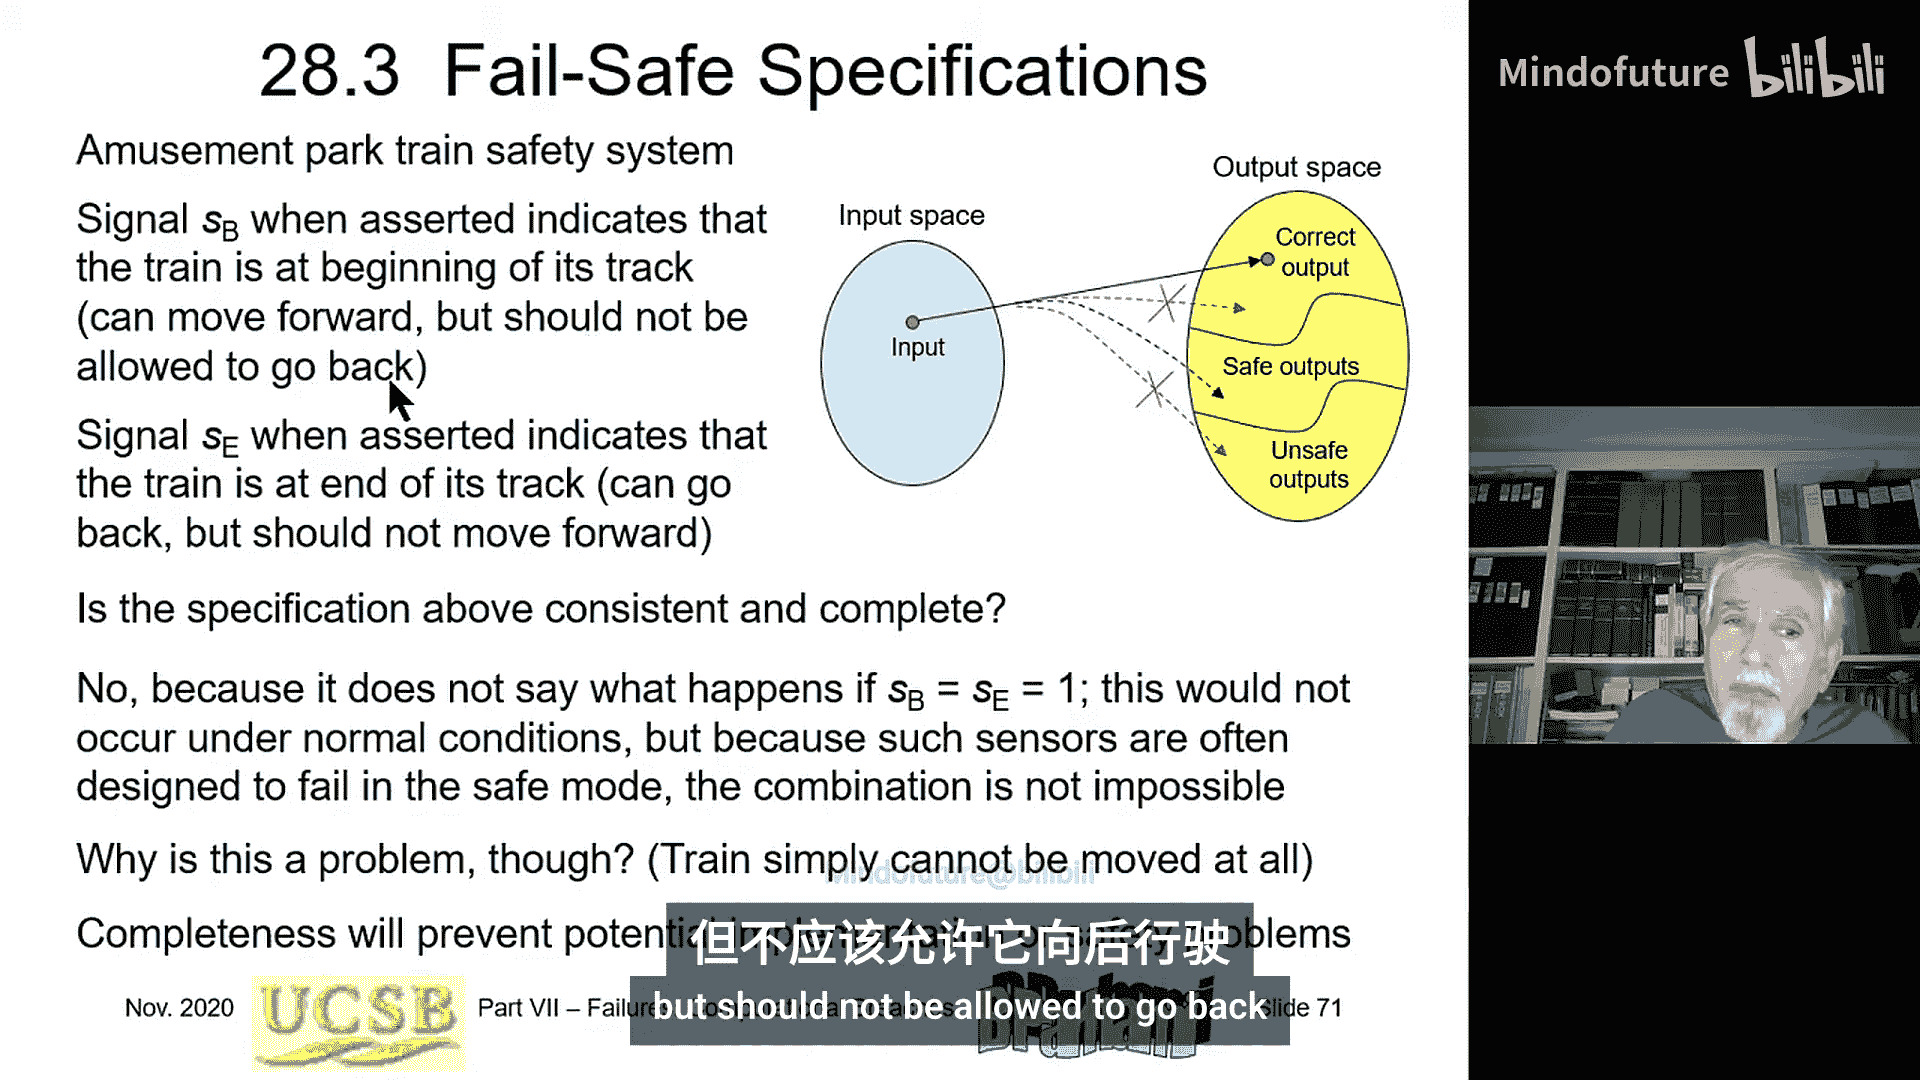 28.3 Fail-Safe Specifications
Mindofuture bilibili
Amusement park train safety system
Signal sB when asserted indicates that
the train is at beginning of its track
(can move forward, but should not be
allowed to go back)
Signal sE when asserted indicates that
the train is at end of its track (can go
back, but should not move forward)
Input space
Input
Output space
Correct
output
Safe outputs
Unsafe
outputs
Is the specification above consistent and complete?
No, because it does not say what happens if sB = sE = 1; this would not
occur under normal conditions, but because such sensors are often
designed to fail in the safe mode, the combination is not impossible
Why is this a problem, though? (Train simply cannot be moved at all)
Mindofuture@bilibili
Completeness will prevent potential blems
但不应该允许它向后行驶
but should not be allowed to go back
Nov. 2020 UCSB Part VII – Failure Slide 71